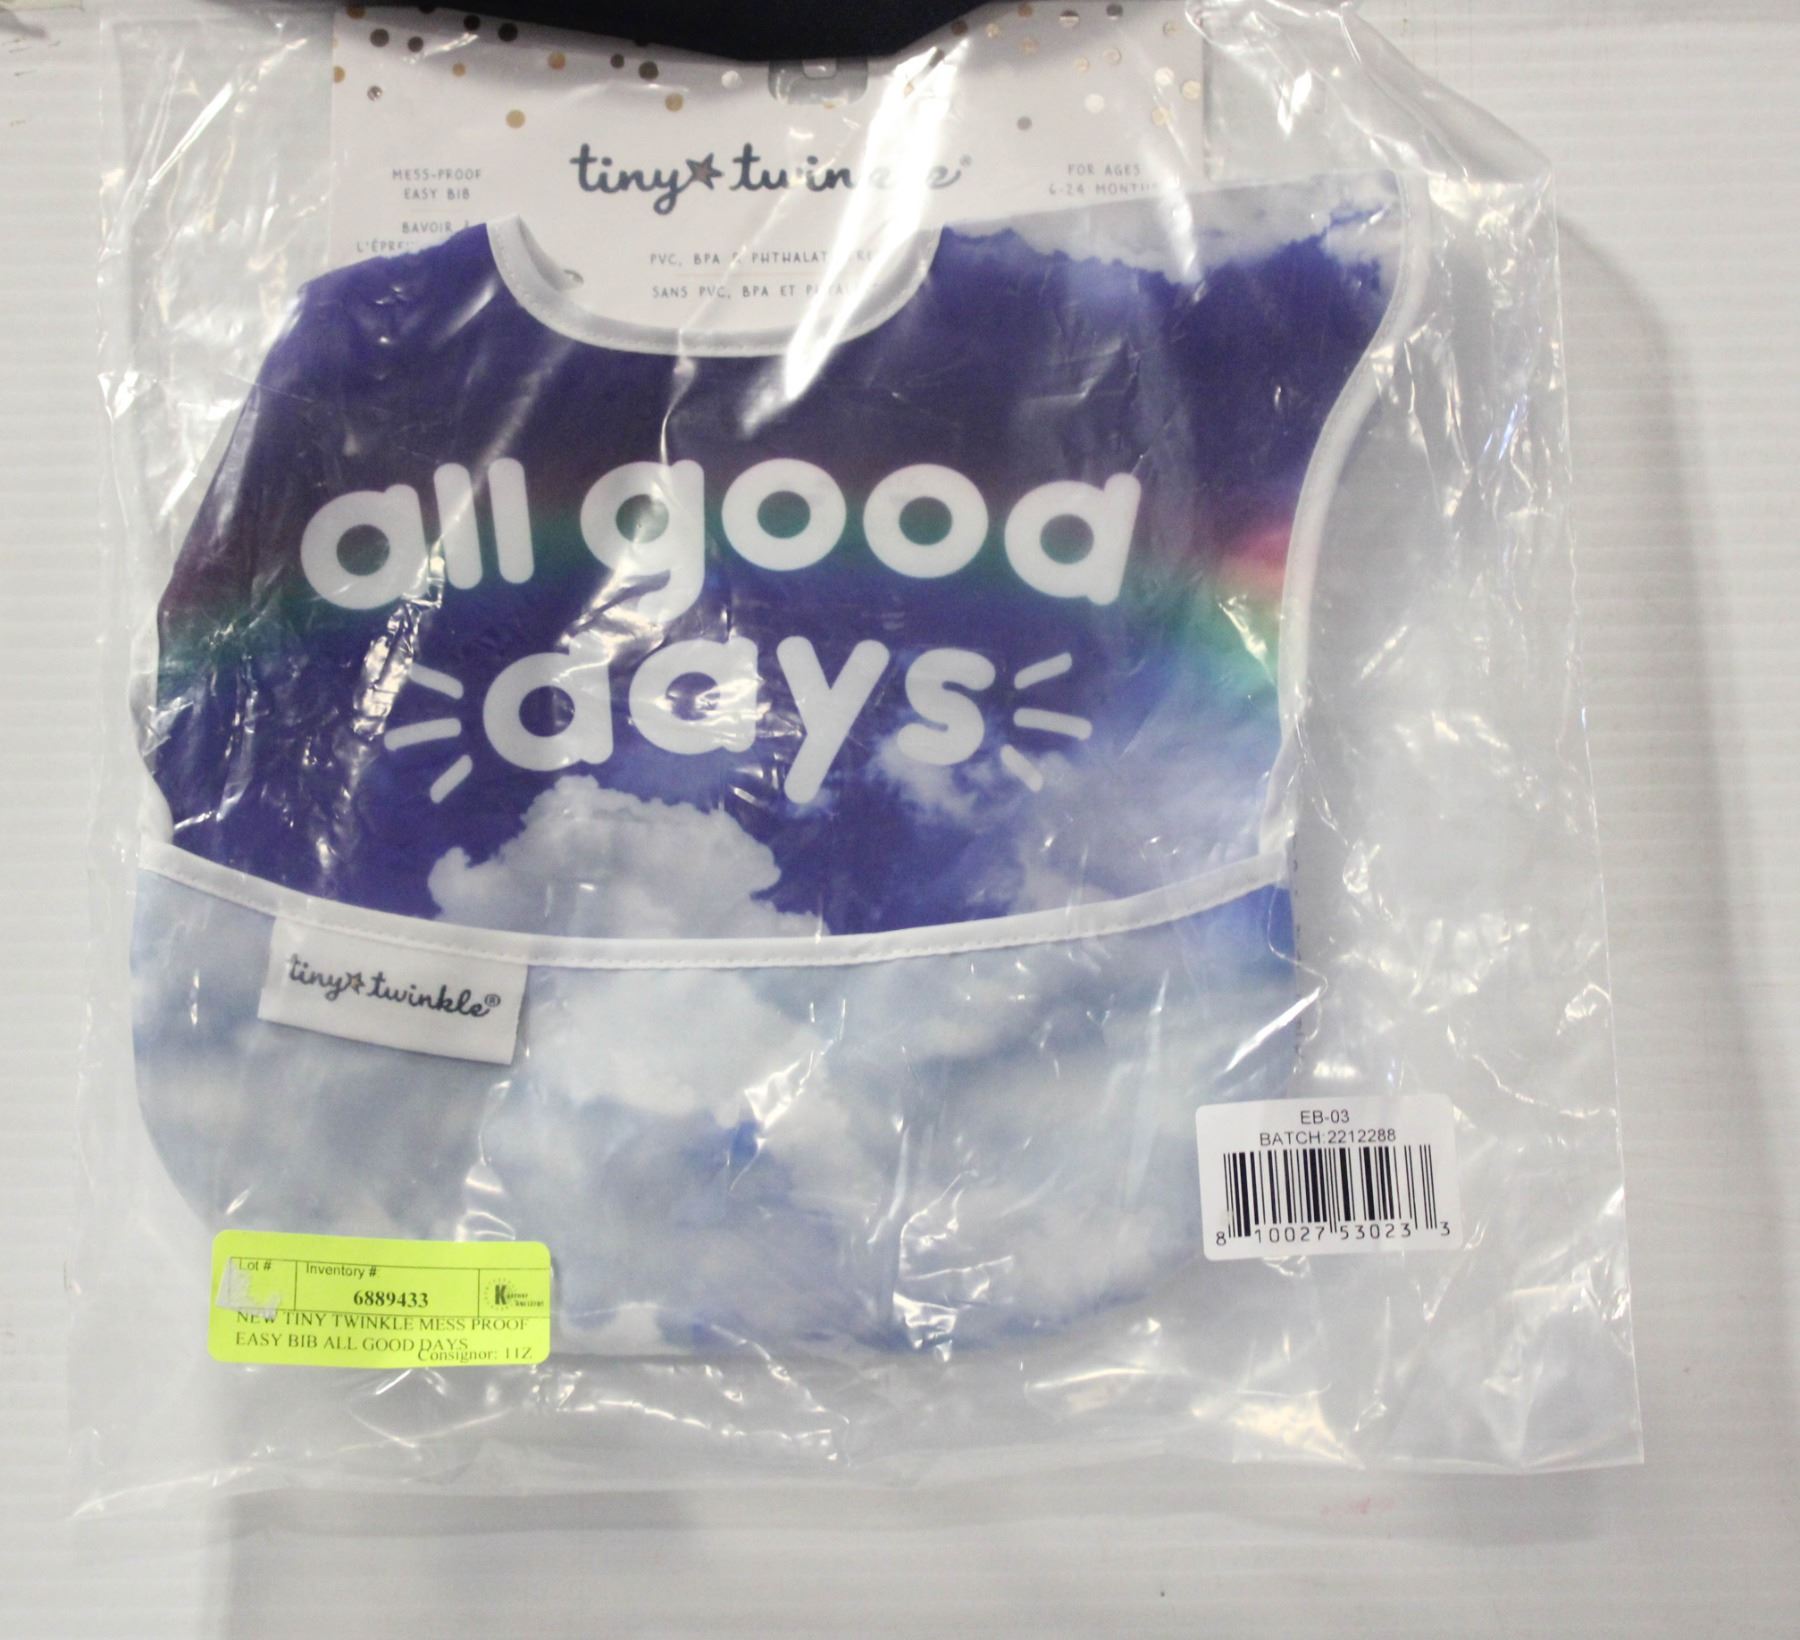 tiny twinkle®
MESS-PROOF
EASY BIB
BAVOIR À
FOR AGES
6-24 MONTHS
PVC, BPA & PHTHALATE FREE
SANS PVC, BPA ET
all good
days
tiny twinkle®
EB-03
BATCH:2212288
8 10027 53023 3
Lot #
Inventory #:
6889433
NEW TINY TWINKLE MESS PROOF
EASY BIB ALL GOOD DAYS
Consignor: 11Z